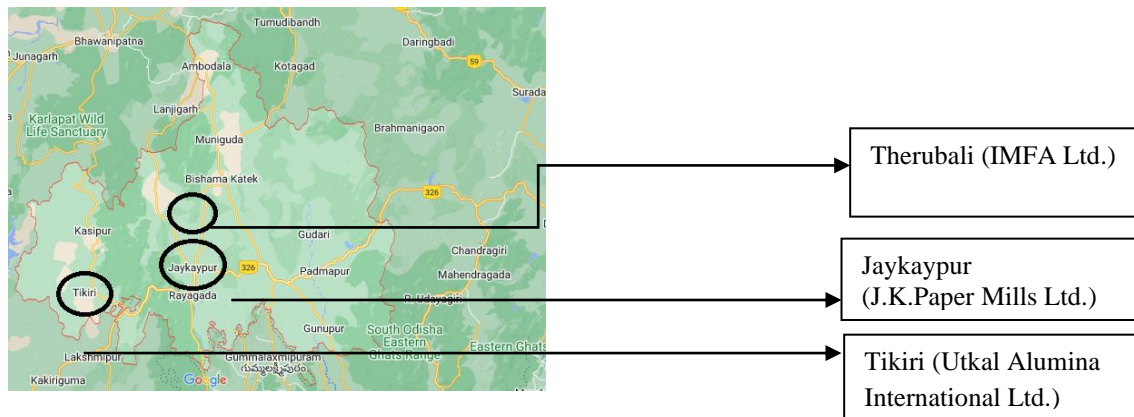 Tumudibandh
Bhawanipatna
Daringbadi
Junagarh
59
Ambodala
Kotagad
Surada
Lanjigarh
Karlapat Wild
Life Sanctuary
Brahmanigaon
Muniguda
Therubali (IMFA Ltd.)
Bishama Katek
326
Kasipur
Gudari
Chandragiri
Jaykaypur
326
Padmapur
Mahendragada
Jaykaypur
(J.K.Paper Mills Ltd.)
Tikiri
Rayagada
R. Udayagiri
Gunupur
South Odisha
Eastern
Ghats Range
Eastern Ghats
Lakshmipur
Gummalaxmipuram
గుమ్మలక్ష్మీపురం
Kakiriguma
Google
Tikiri (Utkal Alumina
International Ltd.)